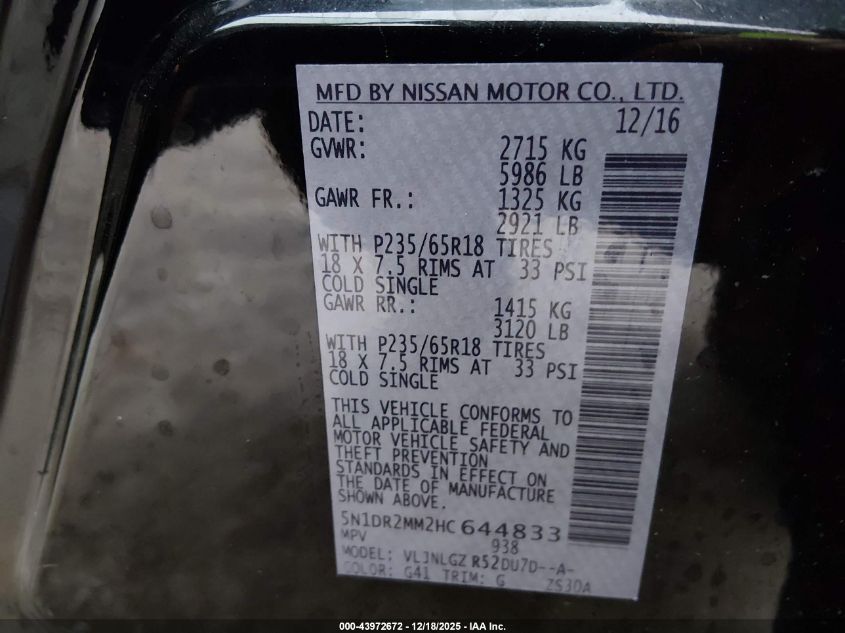 MFD BY NISSAN MOTOR CO., LTD.
DATE: 12/16
GVWR: 2715 KG
5986 LB
GAWR FR.: 1325 KG
2921 LB
WITH P235/65R18 TIRES
18 X 7.5 RIMS AT 33 PSI
COLD SINGLE
GAWR RR.: 1415 KG
3120 LB
WITH P235/65R18 TIRES
18 X 7.5 RIMS AT 33 PSI
COLD SINGLE
THIS VEHICLE CONFORMS TO
ALL APPLICABLE FEDERAL
MOTOR VEHICLE SAFETY AND
THEFT PREVENTION
STANDARDS IN EFFECT ON
THE DATE OF MANUFACTURE
SHOWN ABOVE.
5N1DR2MM2HC644833
MPV 938
MODEL: VLJNLGZ R52DU7D--A-
COLOR: G41 TRIM: G ZS30A
000-43972672 – 12/18/2025 – IAA Inc.